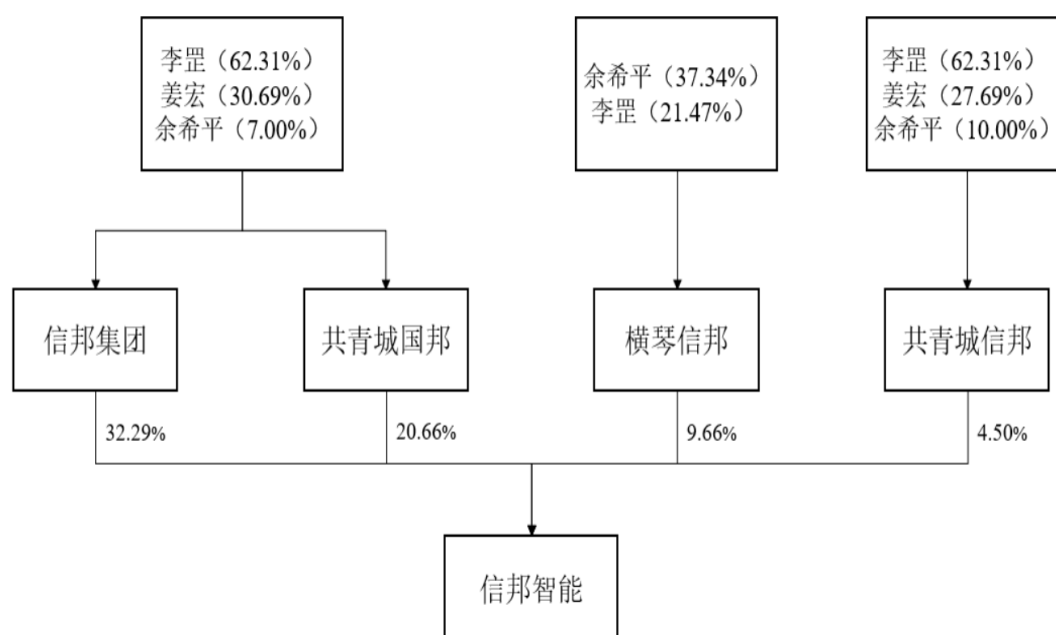 李罡（62.31%）
姜宏（30.69%）
余希平（7.00%）
余希平（37.34%）
李罡（21.47%）
李罡（62.31%）
姜宏（27.69%）
余希平（10.00%）
信邦集团
共青城国邦
横琴信邦
共青城信邦
32.29%
20.66%
9.66%
4.50%
信邦智能